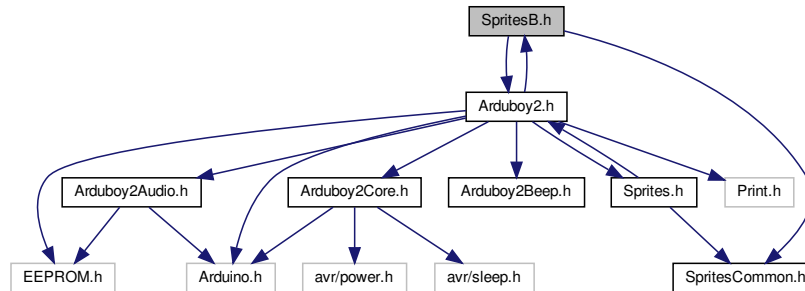 SpritesB.h
Arduboy2.h
Arduboy2Audio.h
Arduboy2Core.h
Arduboy2Beep.h
Sprites.h
Print.h
EEPROM.h
Arduino.h
avr/power.h
avr/sleep.h
SpritesCommon.h